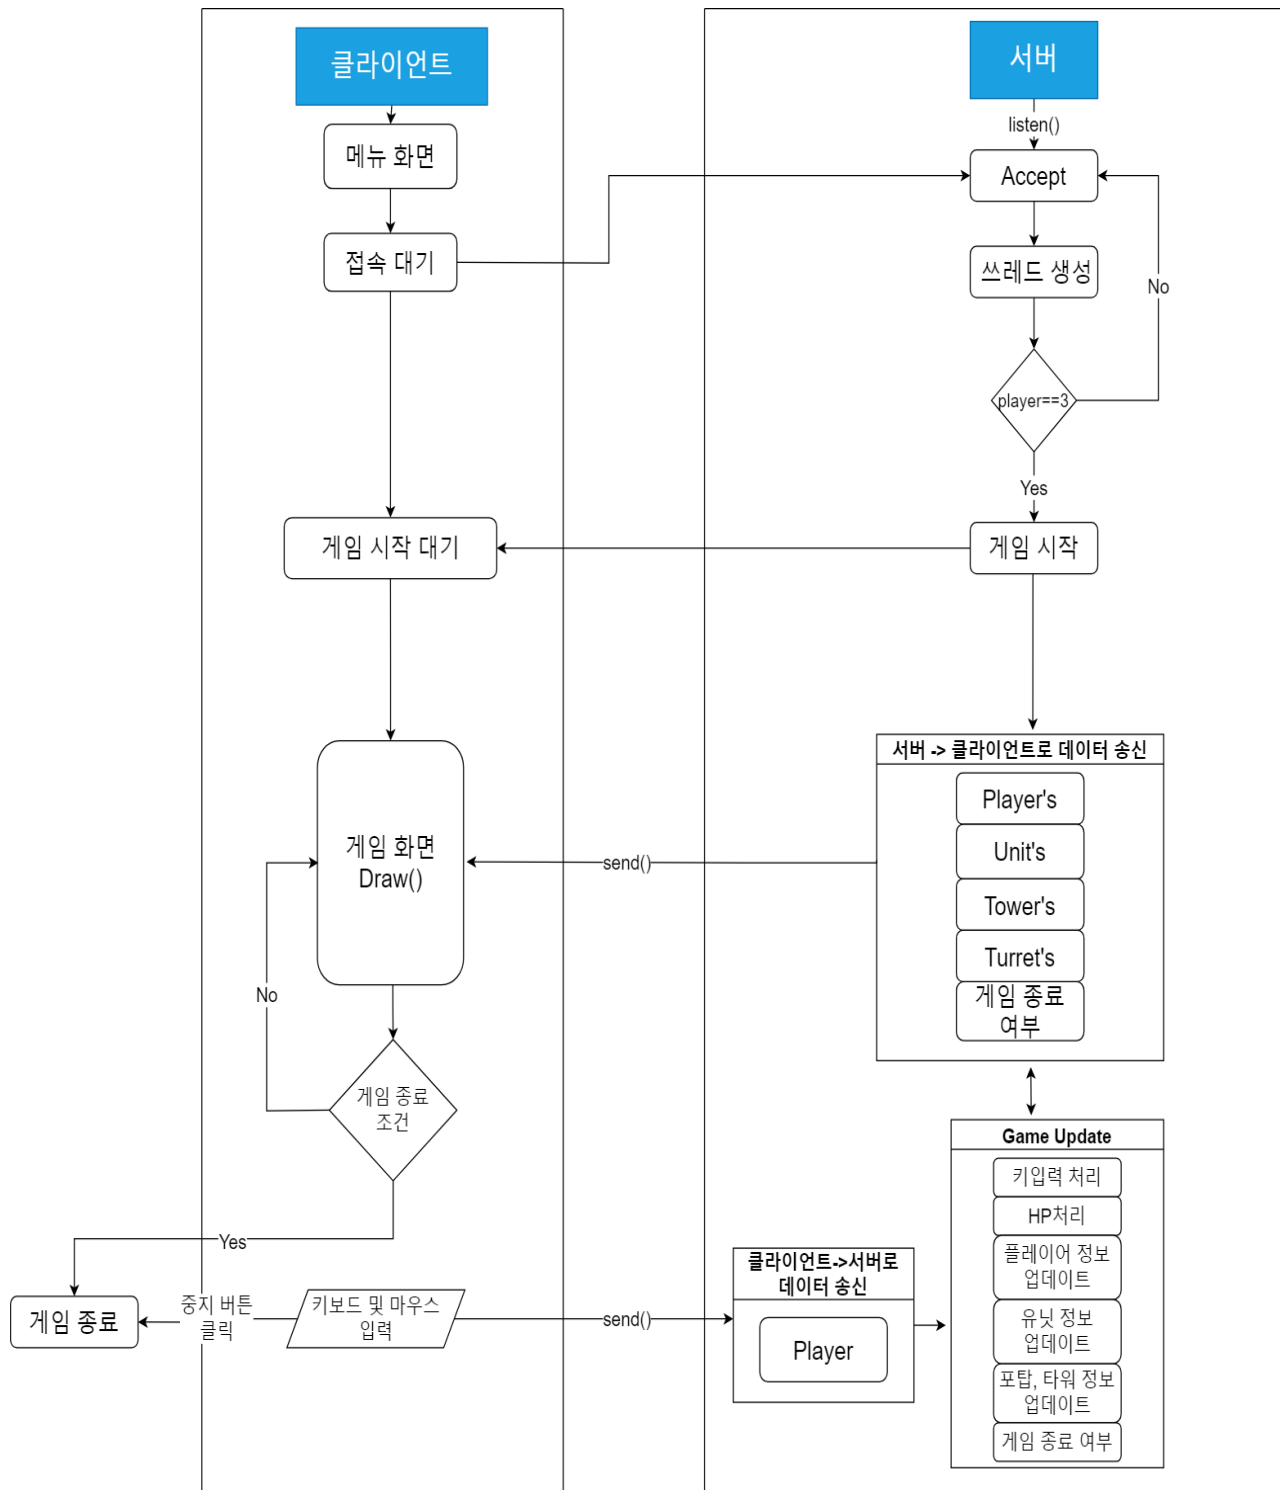 클라이언트
메뉴 화면
접속 대기
게임 시작 대기
게임 화면
Draw()
No
게임 종료
조건
Yes
게임 종료
중지 버튼
클릭
키보드 및 마우스
입력
send()
send()
서버
listen()
Accept
쓰레드 생성
No
player==3
Yes
게임 시작
서버 -> 클라이언트로 데이터 송신
Player's
Unit's
Tower's
Turret's
게임 종료
여부
클라이언트->서버로
데이터 송신
Player
Game Update
키입력 처리
HP처리
플레이어 정보
업데이트
유닛 정보
업데이트
포탑, 타워 정보
업데이트
게임 종료 여부